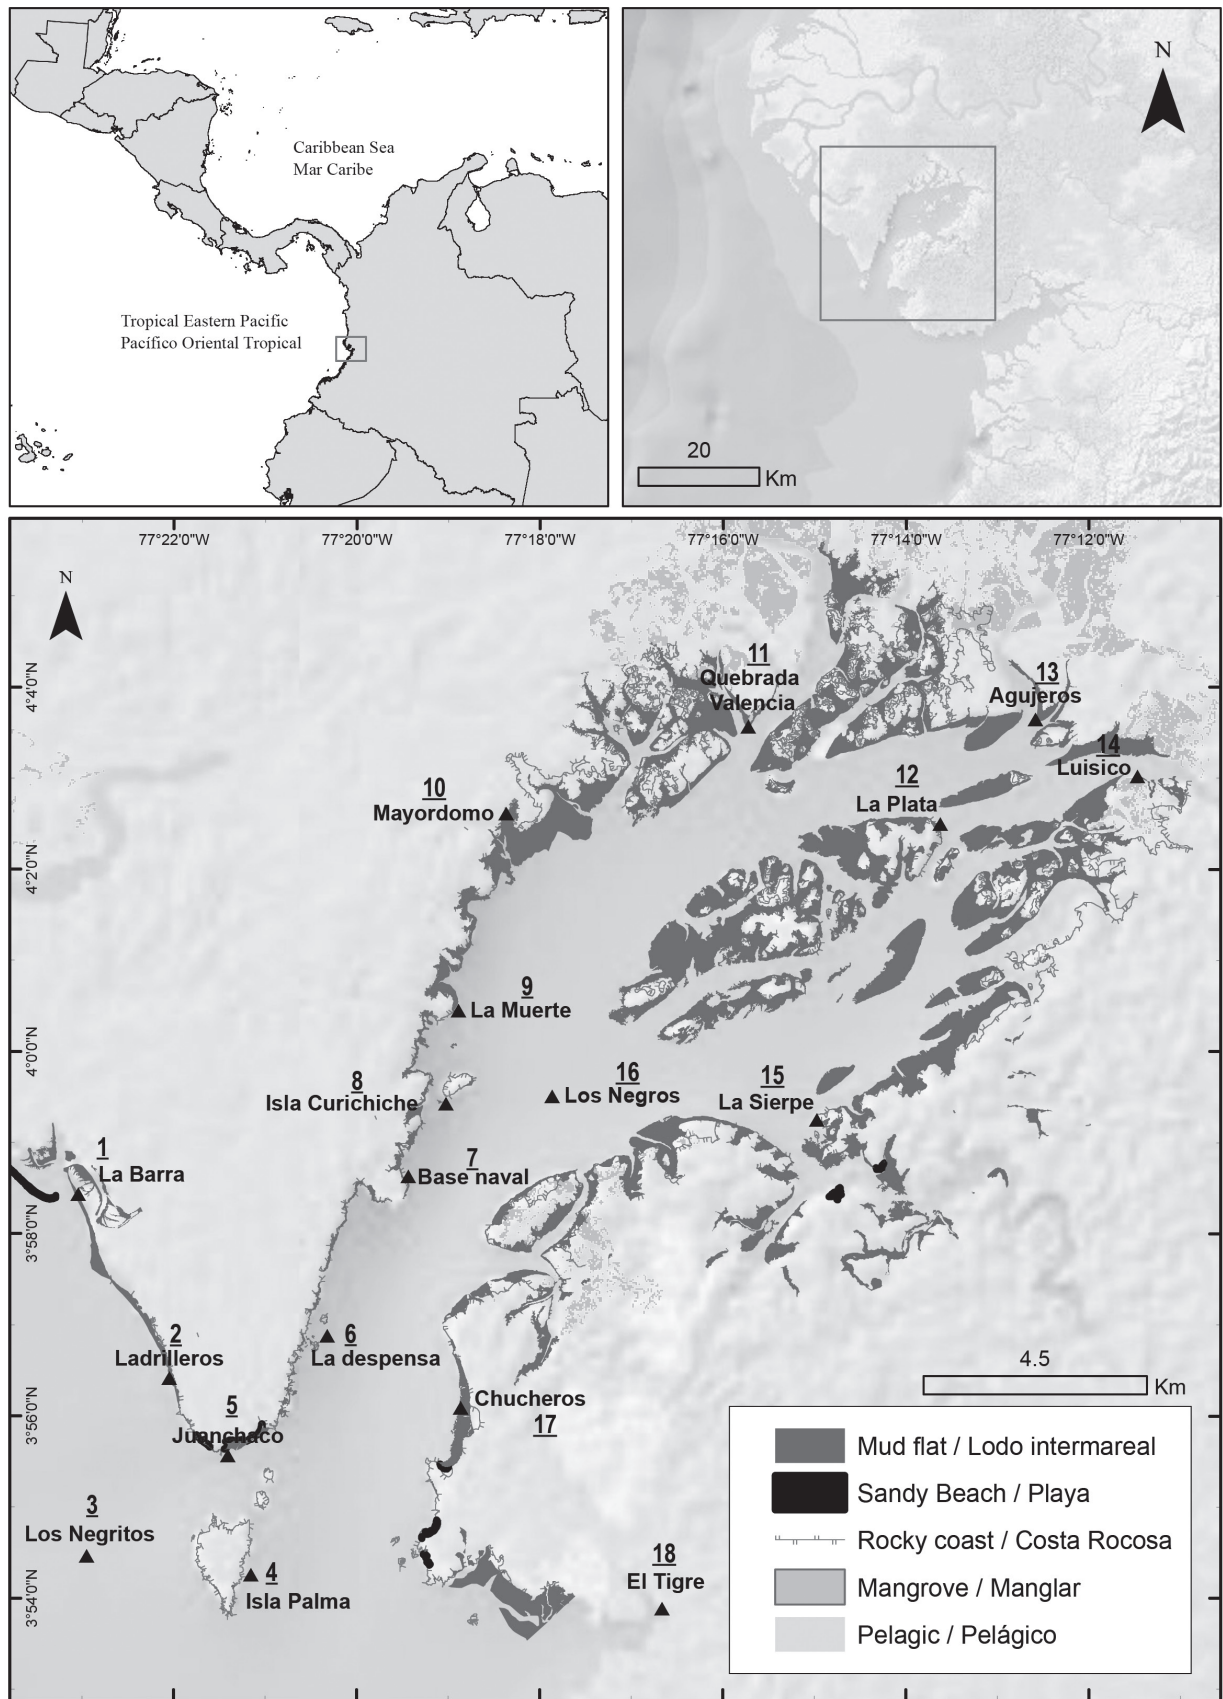 Caribbean Sea
Mar Caribe
Tropical Eastern Pacific
Pacífico Oriental Tropical
N
20
Km
77°22'0"W
77°20'0"W
77°18'0"W
77°16'0"W
77°14'0"W
77°12'0"W
N
4°4'0"N
4°2'0"N
4°0'0"N
3°58'0"N
3°56'0"N
3°54'0"N
11
Quebrada
Valencia
13
Agujeros
14
Luisico
10
Mayordomo
12
La Plata
9
La Muerte
8
Isla Curichiche
16
Los Negros
15
La Sierpe
1
La Barra
7
Base naval
2
Ladrilleros
6
La despensa
5
Juanchaco
Chucheros
17
3
Los Negritos
4
Isla Palma
18
El Tigre
4.5
Km
Mud flat / Lodo intermareal
Sandy Beach / Playa
Rocky coast / Costa Rocosa
Mangrove / Manglar
Pelagic / Pelágico